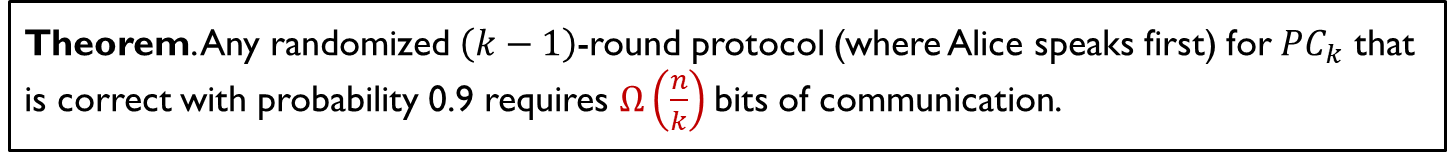 Theorem. Any randomized (k − 1)-round protocol (where Alice speaks first) for PC_k that
is correct with probability 0.9 requires Ω(n/k) bits of communication.